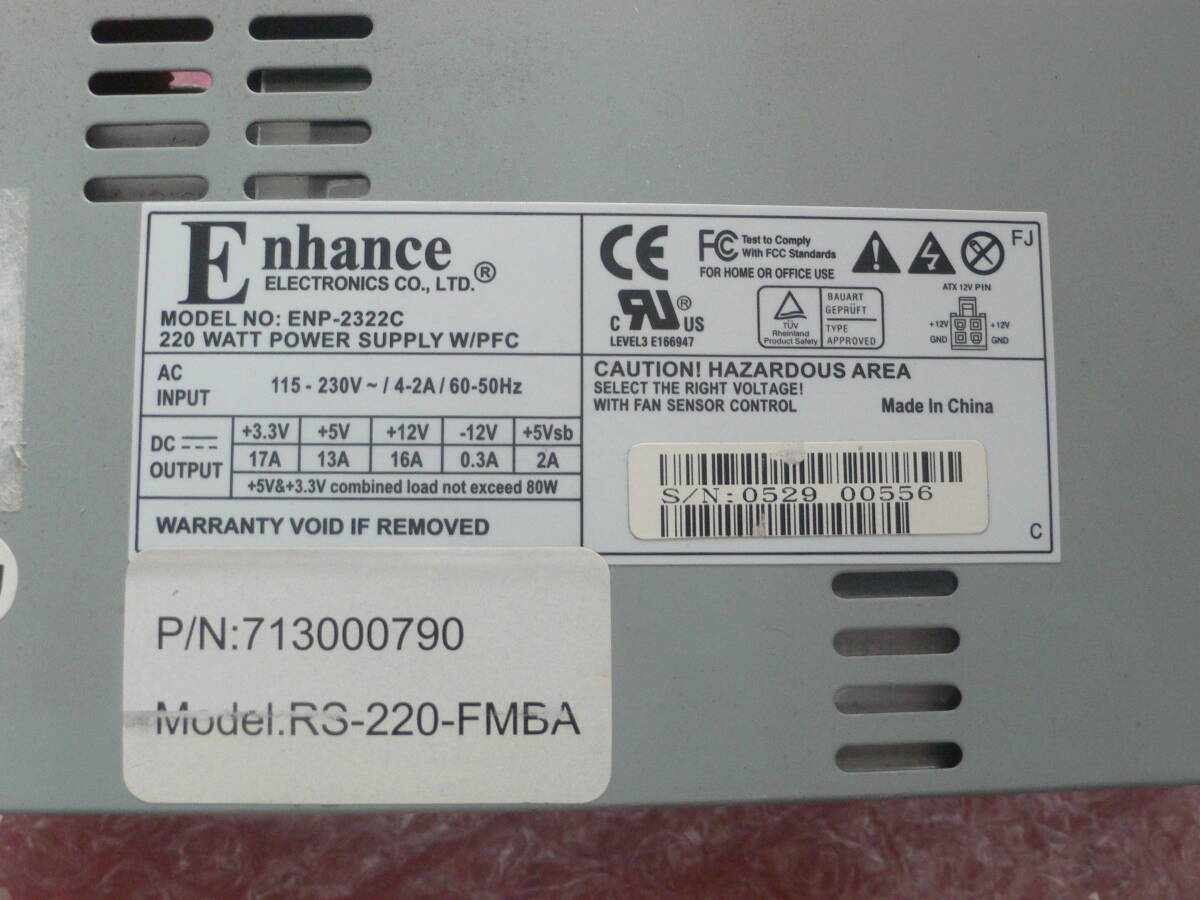 Enhance
ELECTRONICS CO., LTD.®
MODEL NO: ENP-2322C
220 WATT POWER SUPPLY W/PFC
AC INPUT
115 - 230V ~ / 4-2A / 60-50Hz
DC OUTPUT
+3.3V +5V +12V -12V +5Vsb
17A 13A 16A 0.3A 2A
+5V&+3.3V combined load not exceed 80W
WARRANTY VOID IF REMOVED
CE
FC Test to Comply
With FCC Standards
FOR HOME OR OFFICE USE
FJ
C RU® US
LEVEL3 E166947
TÜV
Rheinland
Product Safety
BAUART
GEPRÜFT
TYPE
APPROVED
ATX 12V PIN
+12V +12V
GND GND
CAUTION! HAZARDOUS AREA
SELECT THE RIGHT VOLTAGE!
WITH FAN SENSOR CONTROL
Made In China
S/N:0529 00556
C
P/N:713000790
Model:RS-220-FMBA